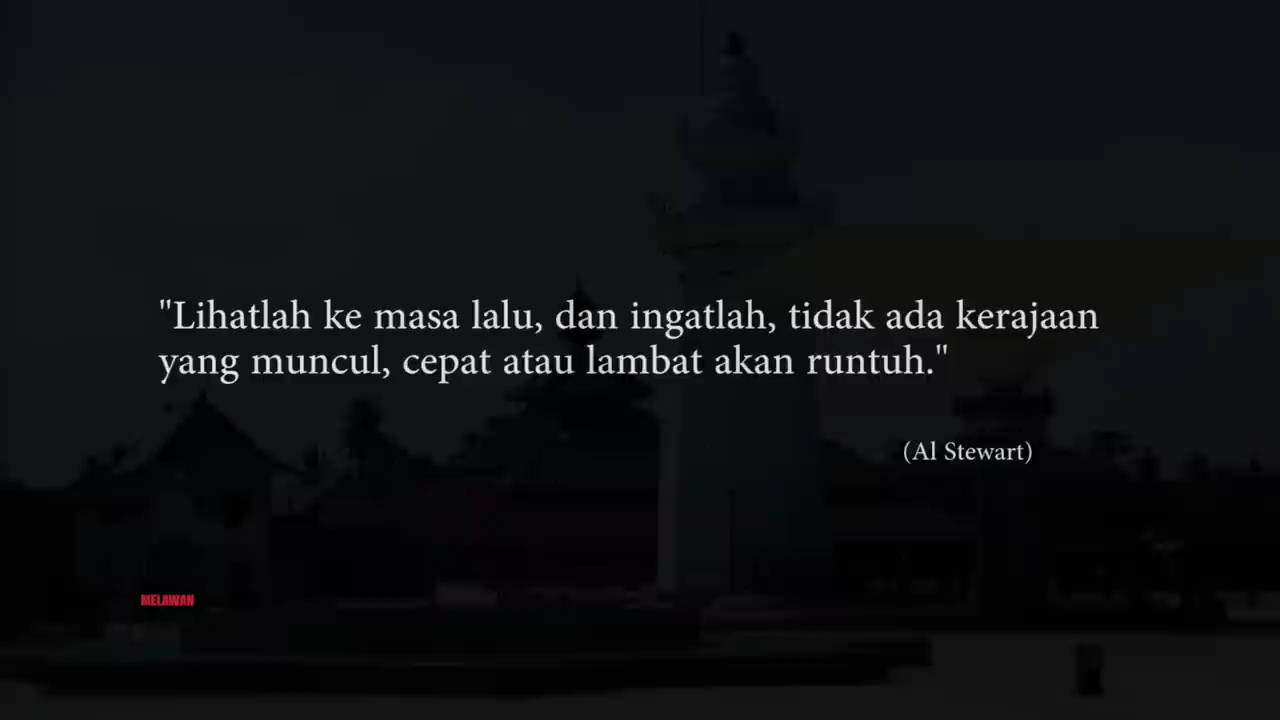 "Lihatlah ke masa lalu, dan ingatlah, tidak ada kerajaan
yang muncul, cepat atau lambat akan runtuh."
(Al Stewart)
MELAWAN